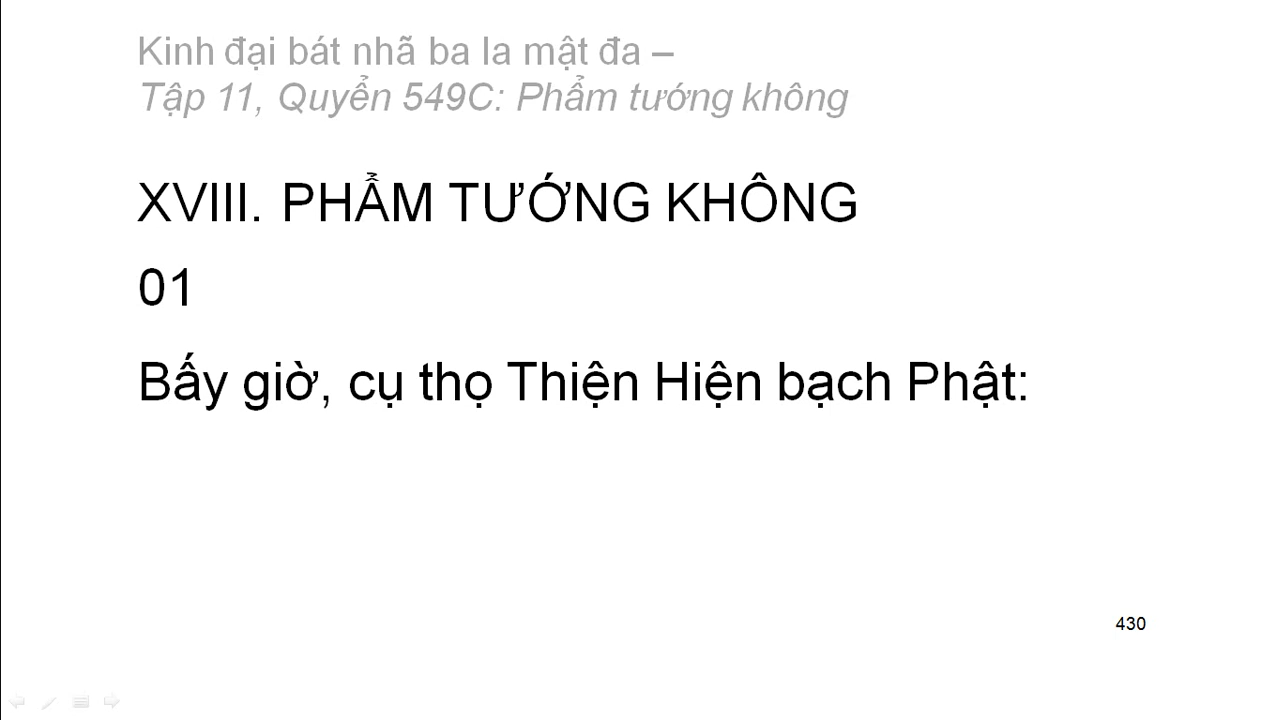 Kinh đại bát nhã ba la mật đa –
Tập 11, Quyển 549C: Phẩm tướng không
XVIII. PHẨM TƯỚNG KHÔNG
01
Bấy giờ, cụ thọ Thiện Hiện bạch Phật:
430